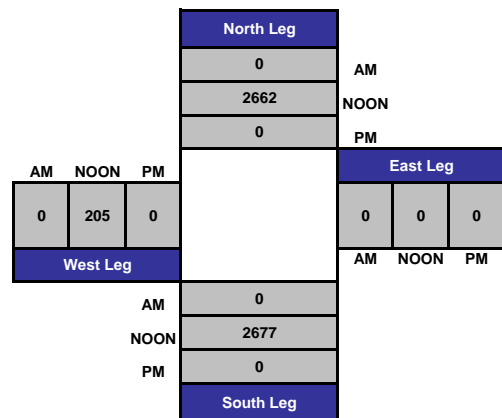 North Leg
0 AM
2662 NOON
0 PM
AM NOON PM
East Leg
0 205 0
0 0 0
West Leg
AM NOON PM
AM 0
NOON 2677
PM 0
South Leg